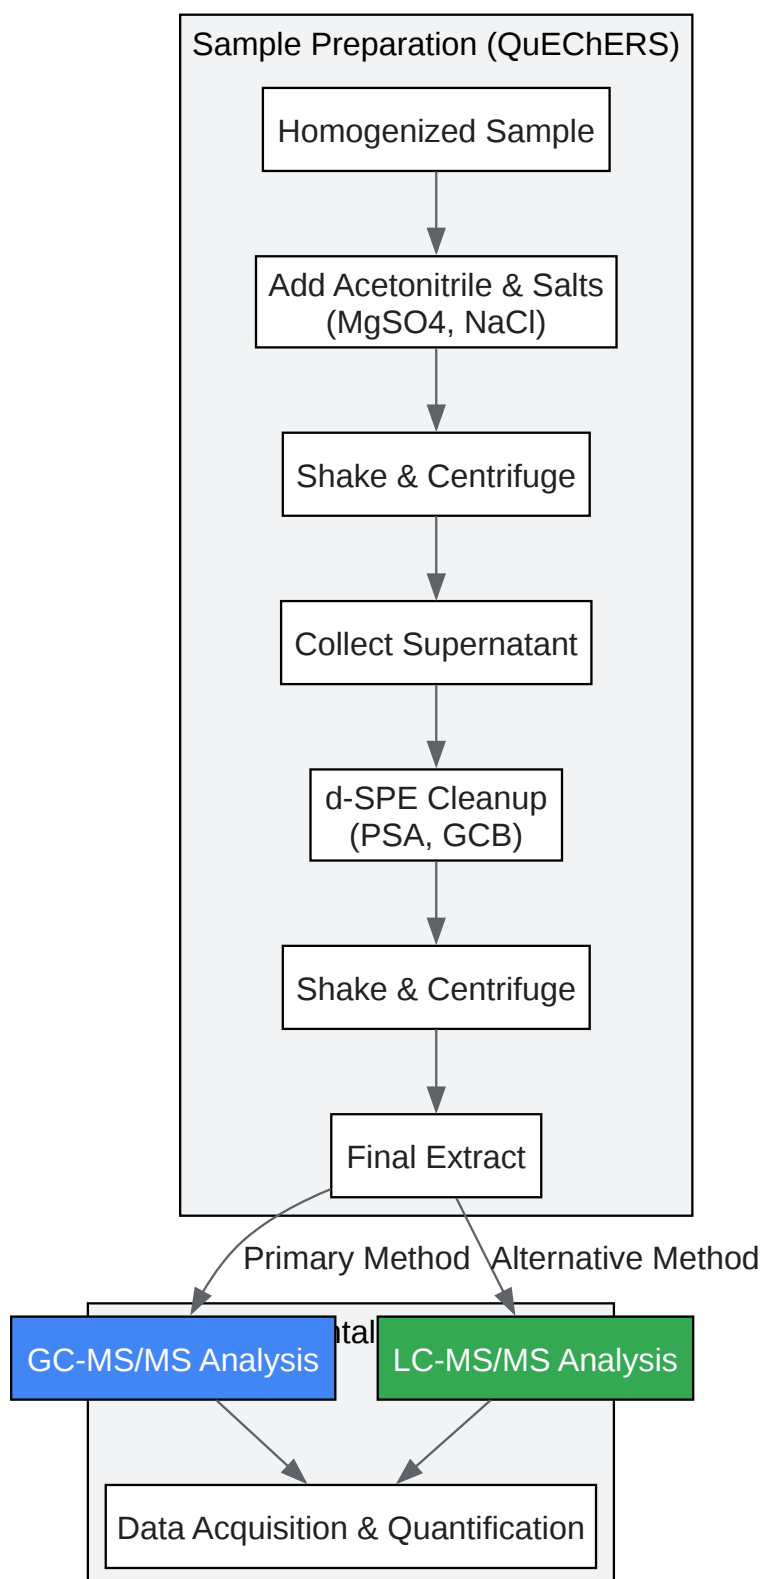 Sample Preparation (QuEChERS)
Homogenized Sample
Add Acetonitrile & Salts
(MgSO4, NaCl)
Shake & Centrifuge
Collect Supernatant
d-SPE Cleanup
(PSA, GCB)
Shake & Centrifuge
Final Extract
Primary Method
Alternative Method
GC-MS/MS Analysis
LC-MS/MS Analysis
Data Acquisition & Quantification